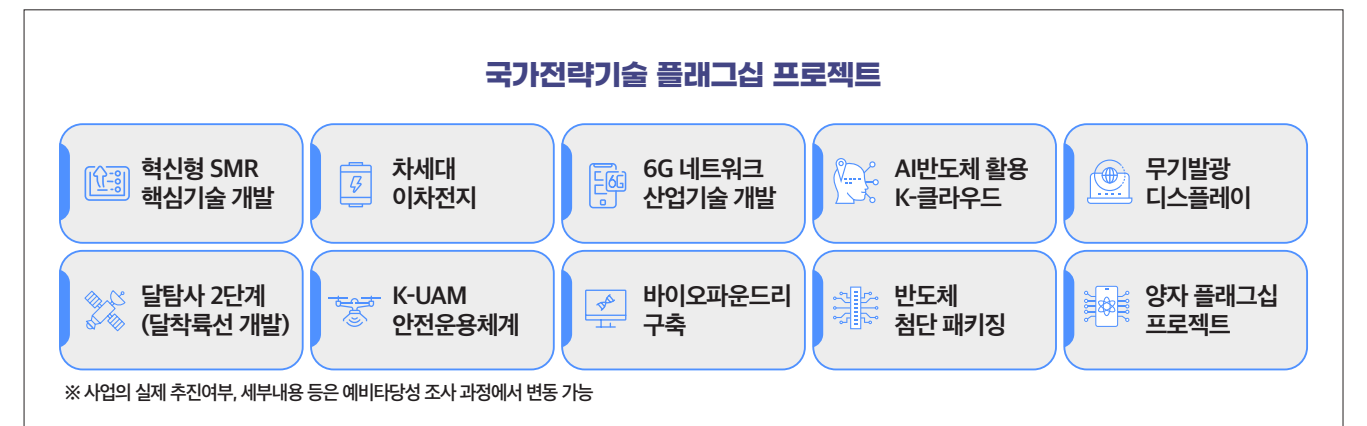 국가전략기술 플래그십 프로젝트
혁신형 SMR
핵심기술 개발
차세대
이차전지
6G 네트워크
산업기술 개발
6G
AI반도체 활용
K-클라우드
무기발광
디스플레이
달탐사 2단계
(달착륙선 개발)
K-UAM
안전운용체계
바이오파운드리
구축
반도체
첨단 패키징
양자 플래그십
프로젝트
※ 사업의 실제 추진여부, 세부내용 등은 예비타당성 조사 과정에서 변동 가능